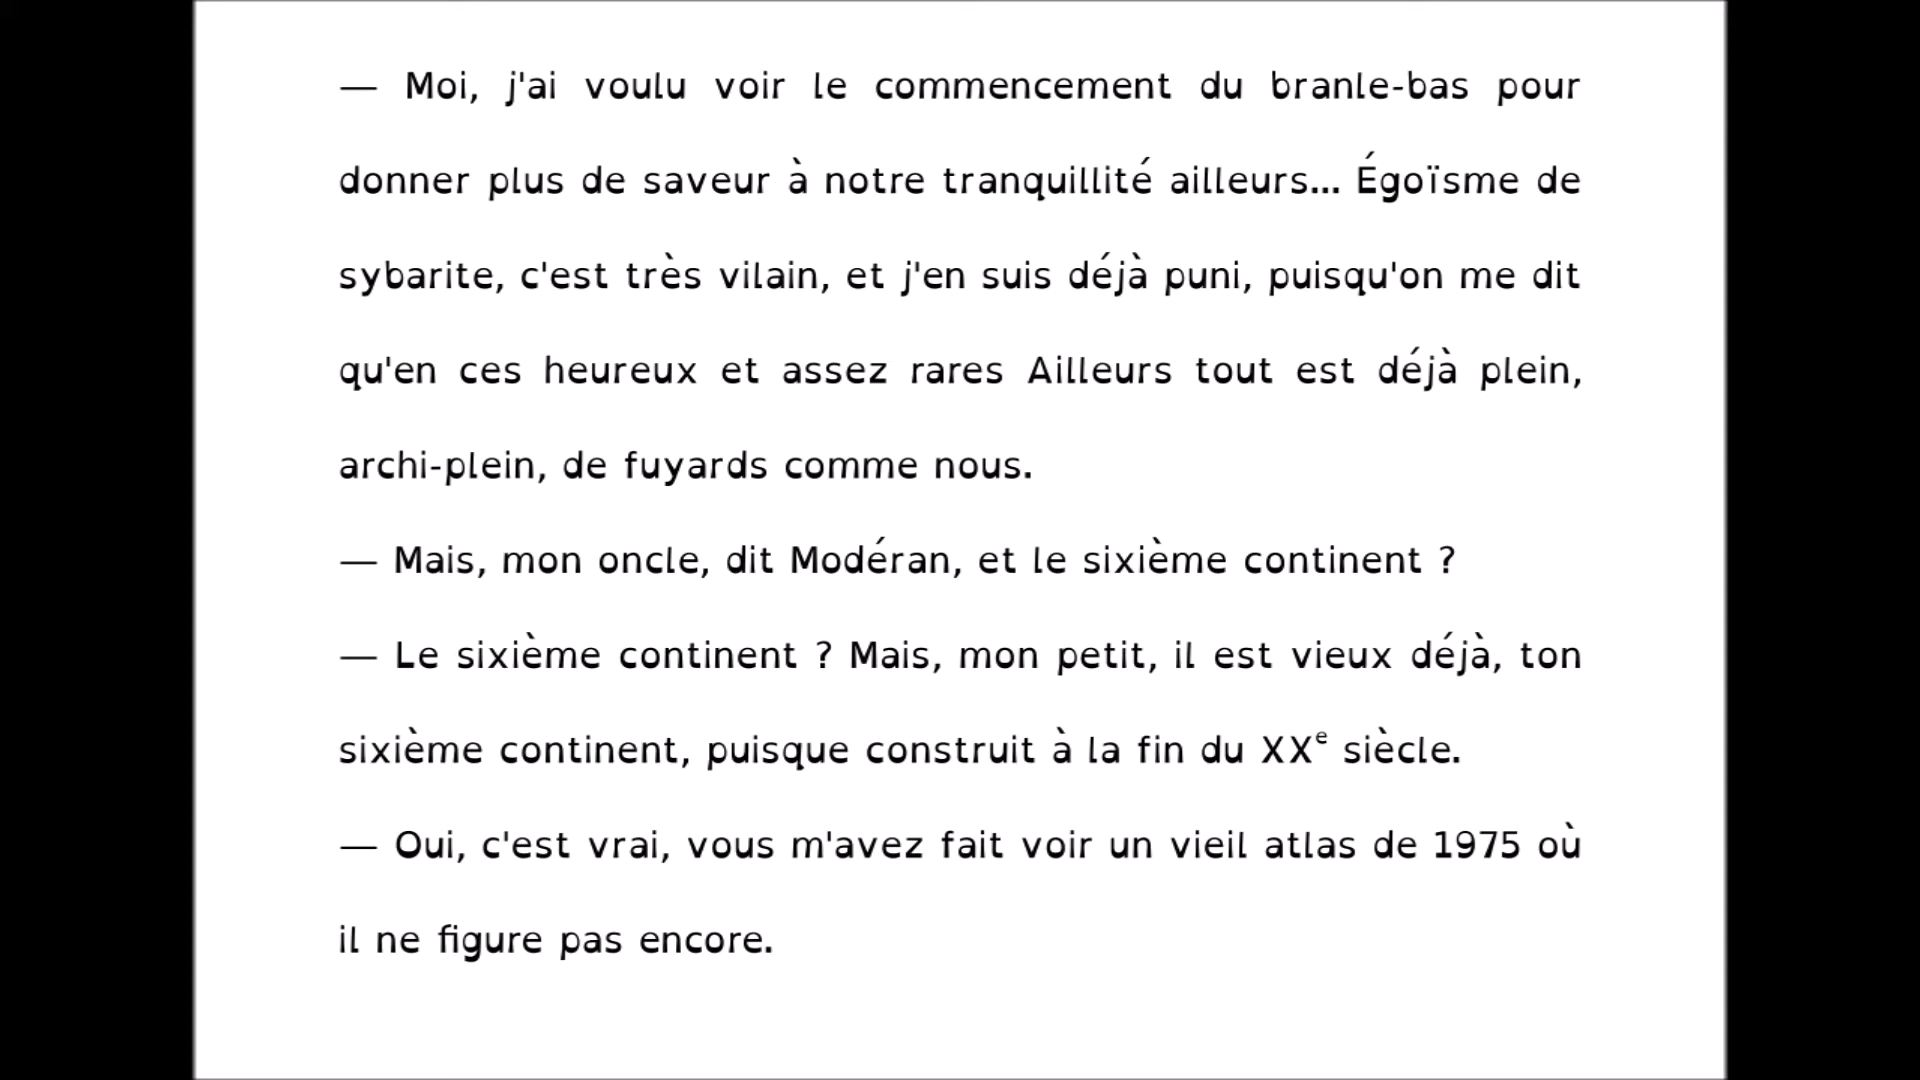 — Moi, j'ai voulu voir le commencement du branle-bas pour
donner plus de saveur à notre tranquillité ailleurs... Égoïsme de
sybarite, c'est très vilain, et j'en suis déjà puni, puisqu'on me dit
qu'en ces heureux et assez rares Ailleurs tout est déjà plein,
archi-plein, de fuyards comme nous.
— Mais, mon oncle, dit Modéran, et le sixième continent ?
— Le sixième continent ? Mais, mon petit, il est vieux déjà, ton
sixième continent, puisque construit à la fin du XXe siècle.
— Oui, c'est vrai, vous m'avez fait voir un vieil atlas de 1975 où
il ne figure pas encore.